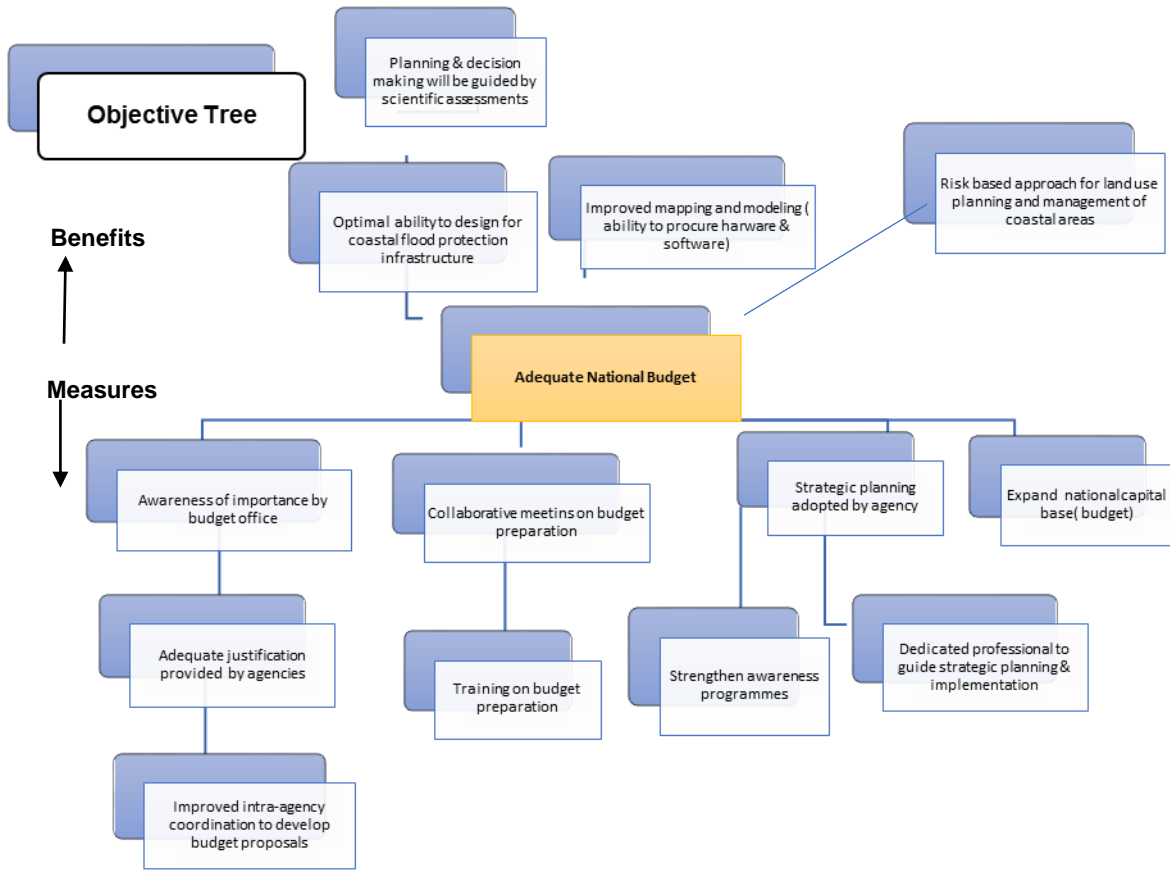 Planning & decision
making will be guided by
scientific assessments
Objective Tree
Optimal ability to design for
coastal flood protection
infrastructure
Improved mapping and modeling (
ability to procure harware &
software)
Risk based approach for land use
planning and management of
coastal areas
Benefits
Adequate National Budget
Measures
Awareness of importance by
budget office
Collaborative meetins on budget
preparation
Strategic planning
adopted by agency
Expand national capital
base( budget)
Adequate justification
provided by agencies
Training on budget
preparation
Strengthen awareness
programmes
Dedicated professional to
guide strategic planning &
implementation
Improved intra-agency
coordination to develop
budget proposals